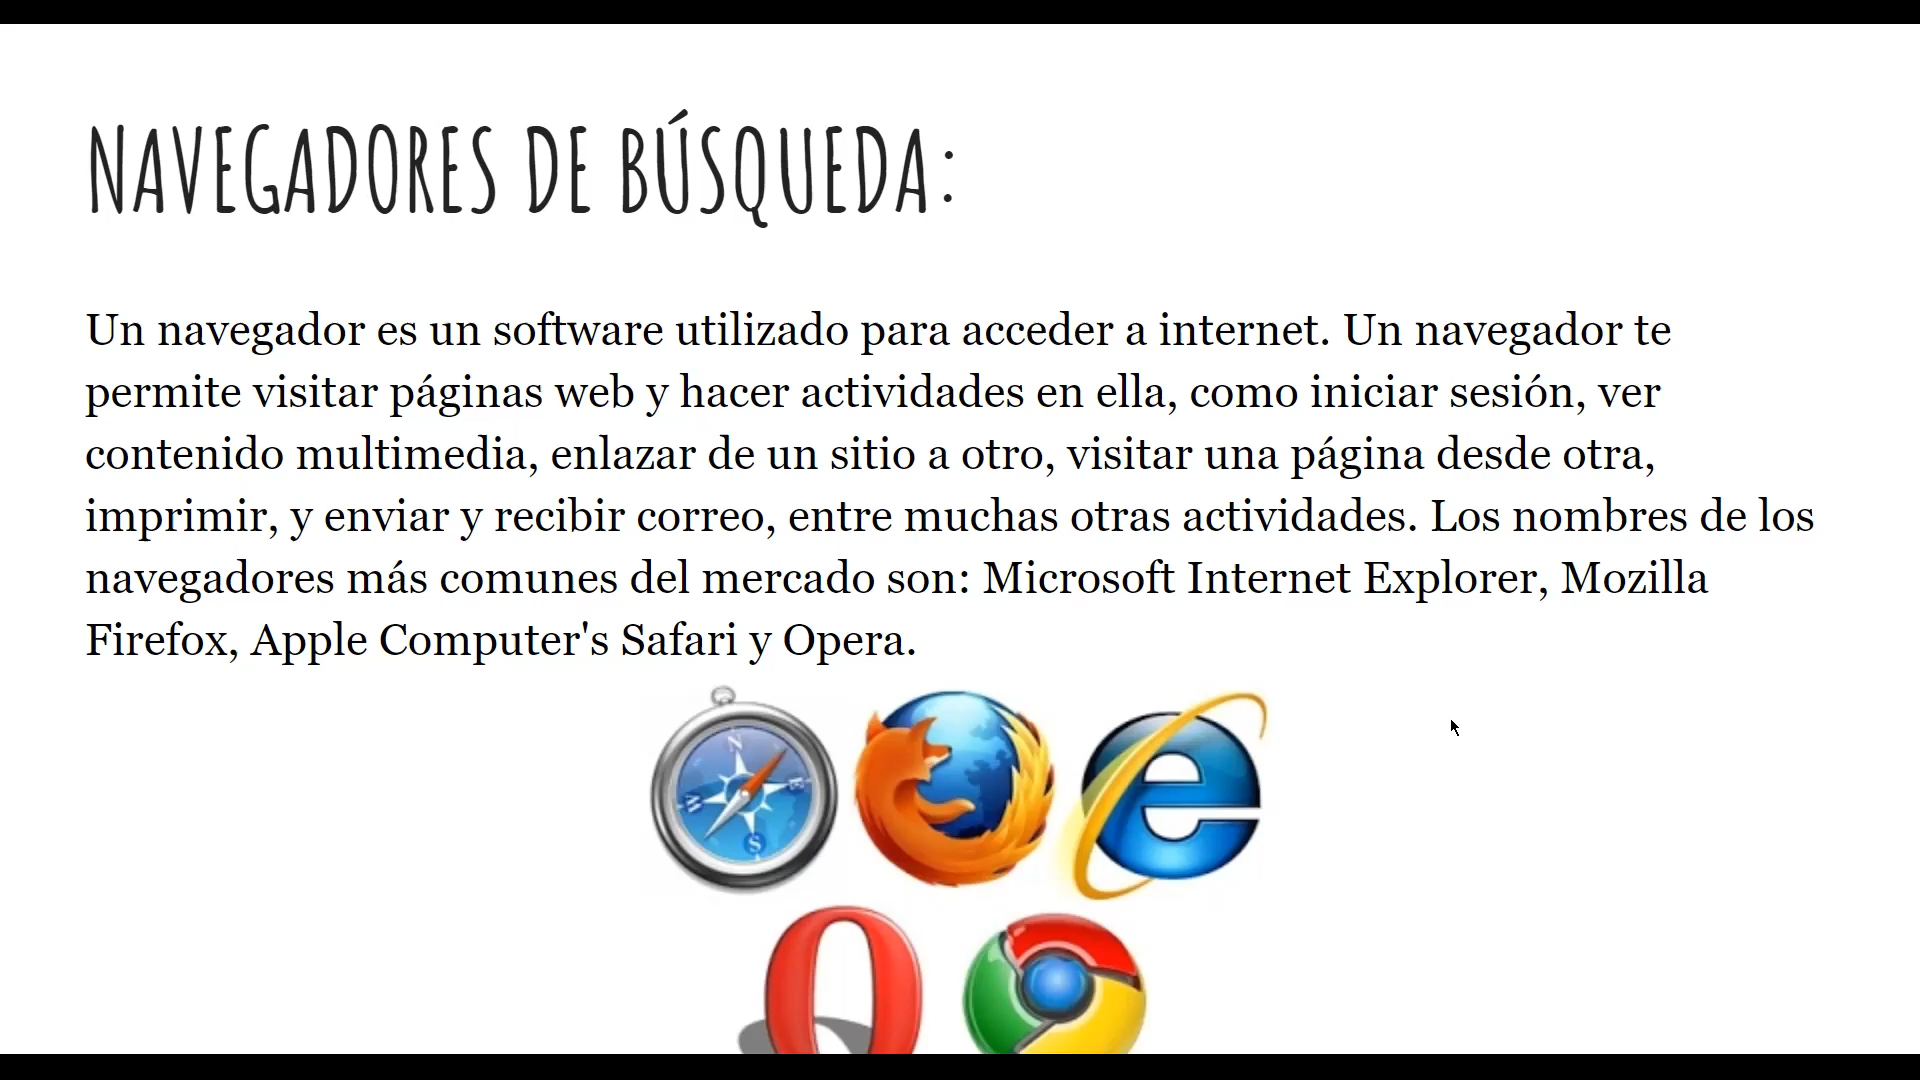 NAVEGADORES DE BÚSQUEDA:
Un navegador es un software utilizado para acceder a internet. Un navegador te
permite visitar páginas web y hacer actividades en ella, como iniciar sesión, ver
contenido multimedia, enlazar de un sitio a otro, visitar una página desde otra,
imprimir, y enviar y recibir correo, entre muchas otras actividades. Los nombres de los
navegadores más comunes del mercado son: Microsoft Internet Explorer, Mozilla
Firefox, Apple Computer's Safari y Opera.
N
W E
S